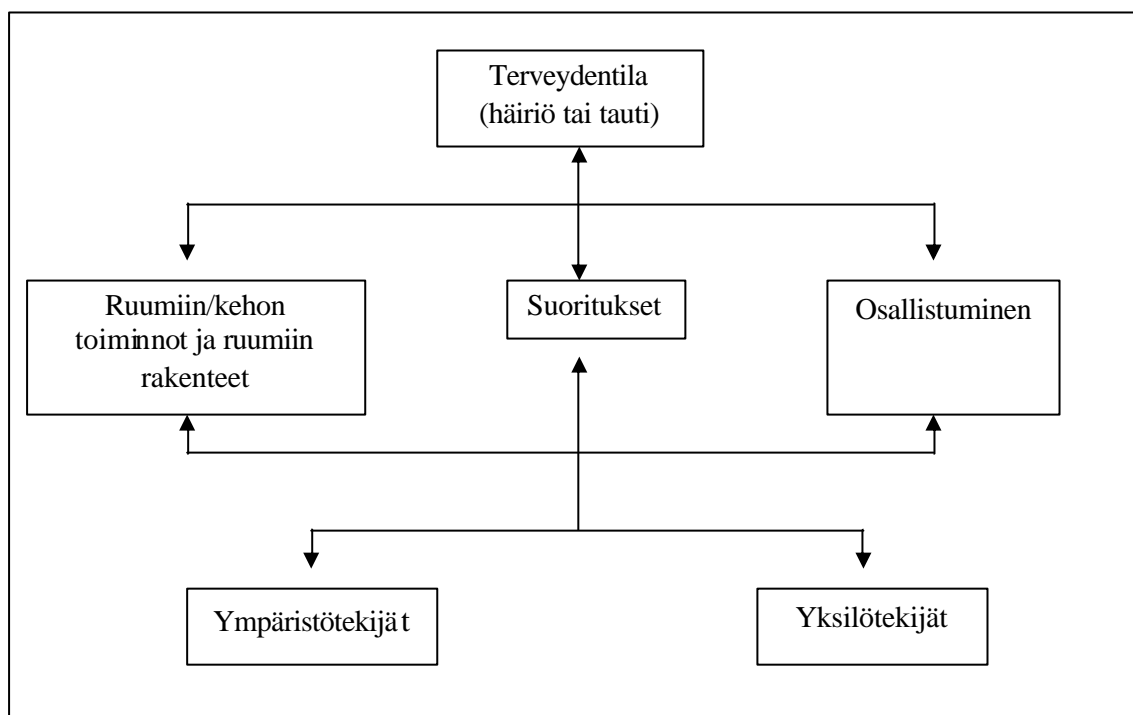 Terveydentila
(häiriö tai tauti)
Ruumiin/kehon
toiminnot ja ruumiin
rakenteet
Suoritukset
Osallistuminen
Ympäristötekijät
Yksilötekijät